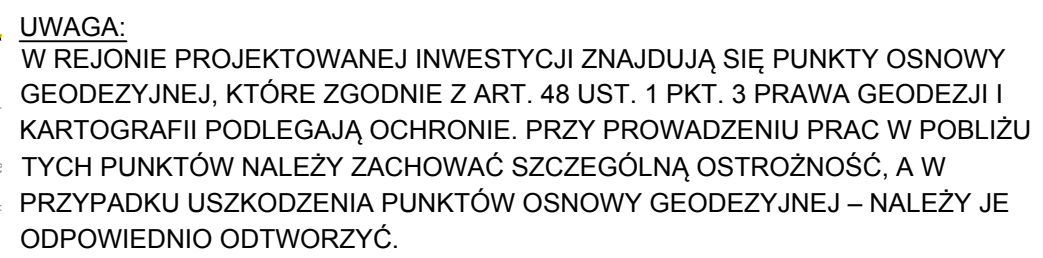 UWAGA:
W REJONIE PROJEKTOWANEJ INWESTYCJI ZNAJDUJĄ SIĘ PUNKTY OSNOWY
GEODEZYJNEJ, KTÓRE ZGODNIE Z ART. 48 UST. 1 PKT. 3 PRAWA GEODEZJI I
KARTOGRAFII PODLEGAJĄ OCHRONIE. PRZY PROWADZENIU PRAC W POBLIŻU
TYCH PUNKTÓW NALEŻY ZACHOWAĆ SZCZEGÓLNĄ OSTROŻNOŚĆ, A W
PRZYPADKU USZKODZENIA PUNKTÓW OSNOWY GEODEZYJNEJ – NALEŻY JE
ODPOWIEDNIO ODTWORZYĆ.